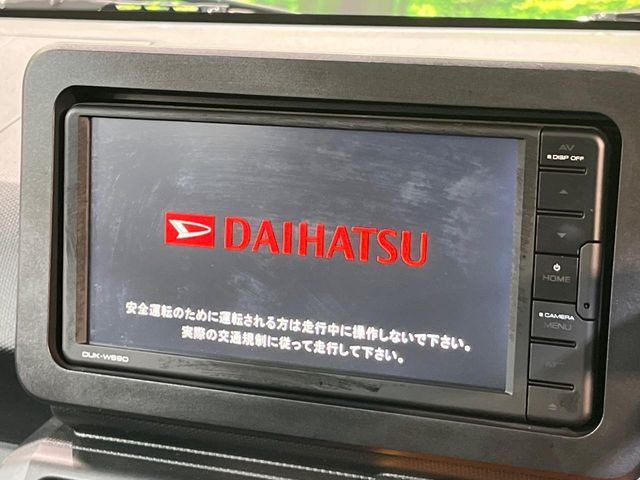 DAIHATSU
安全運転のために運転される方は走行中に操作しないで下さい。
実際の交通規制に従って走行して下さい。
DUK-W69D
AV
DISP OFF
HOME
CAMERA
MENU